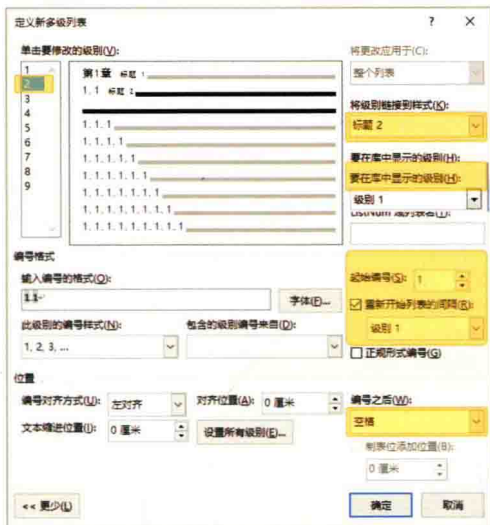 定义新多级列表 ? ×
单击要修改的级别(V): 将更改应用于(C):
1 第1章 标题 1 整个列表
2 1.1 标题 2
3 将级别链接到样式(K):
4 1.1.1 标题 2
5 1.1.1.1
6 1.1.1.1.1 要在库中显示的级别(H):
7 1.1.1.1.1.1 要在库中显示的级别(H):
8 1.1.1.1.1.1.1 级别 1
9 1.1.1.1.1.1.1.1
1.1.1.1.1.1.1.1.1
编号格式
输入编号的格式(O): 起始编号(S): 1
1.1 字体(F)... 重新开始列表的间隔(R):
此级别的编号样式(N): 包含的级别编号来自(D): 级别 1
1, 2, 3, ... 正规形式编号(G)
位置
编号对齐方式(U): 左对齐 对齐位置(A): 0 厘米 编号之后(W):
文本缩进位置(I): 0 厘米 设置所有级别(E)... 空格
制表位添加位置(B):
0 厘米
<< 更少(L) 确定 取消